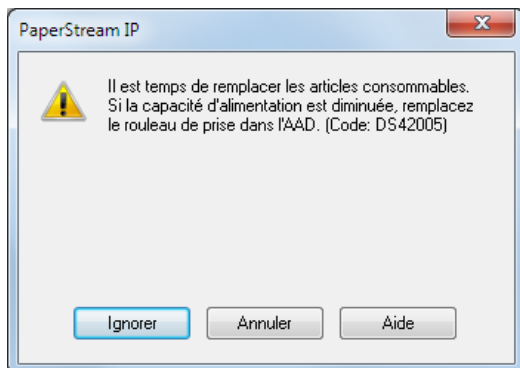 PaperStream IP
Il est temps de remplacer les articles consommables.
Si la capacité d'alimentation est diminuée, remplacez
le rouleau de prise dans l'AAD. (Code: DS42005)
Ignorer
Annuler
Aide